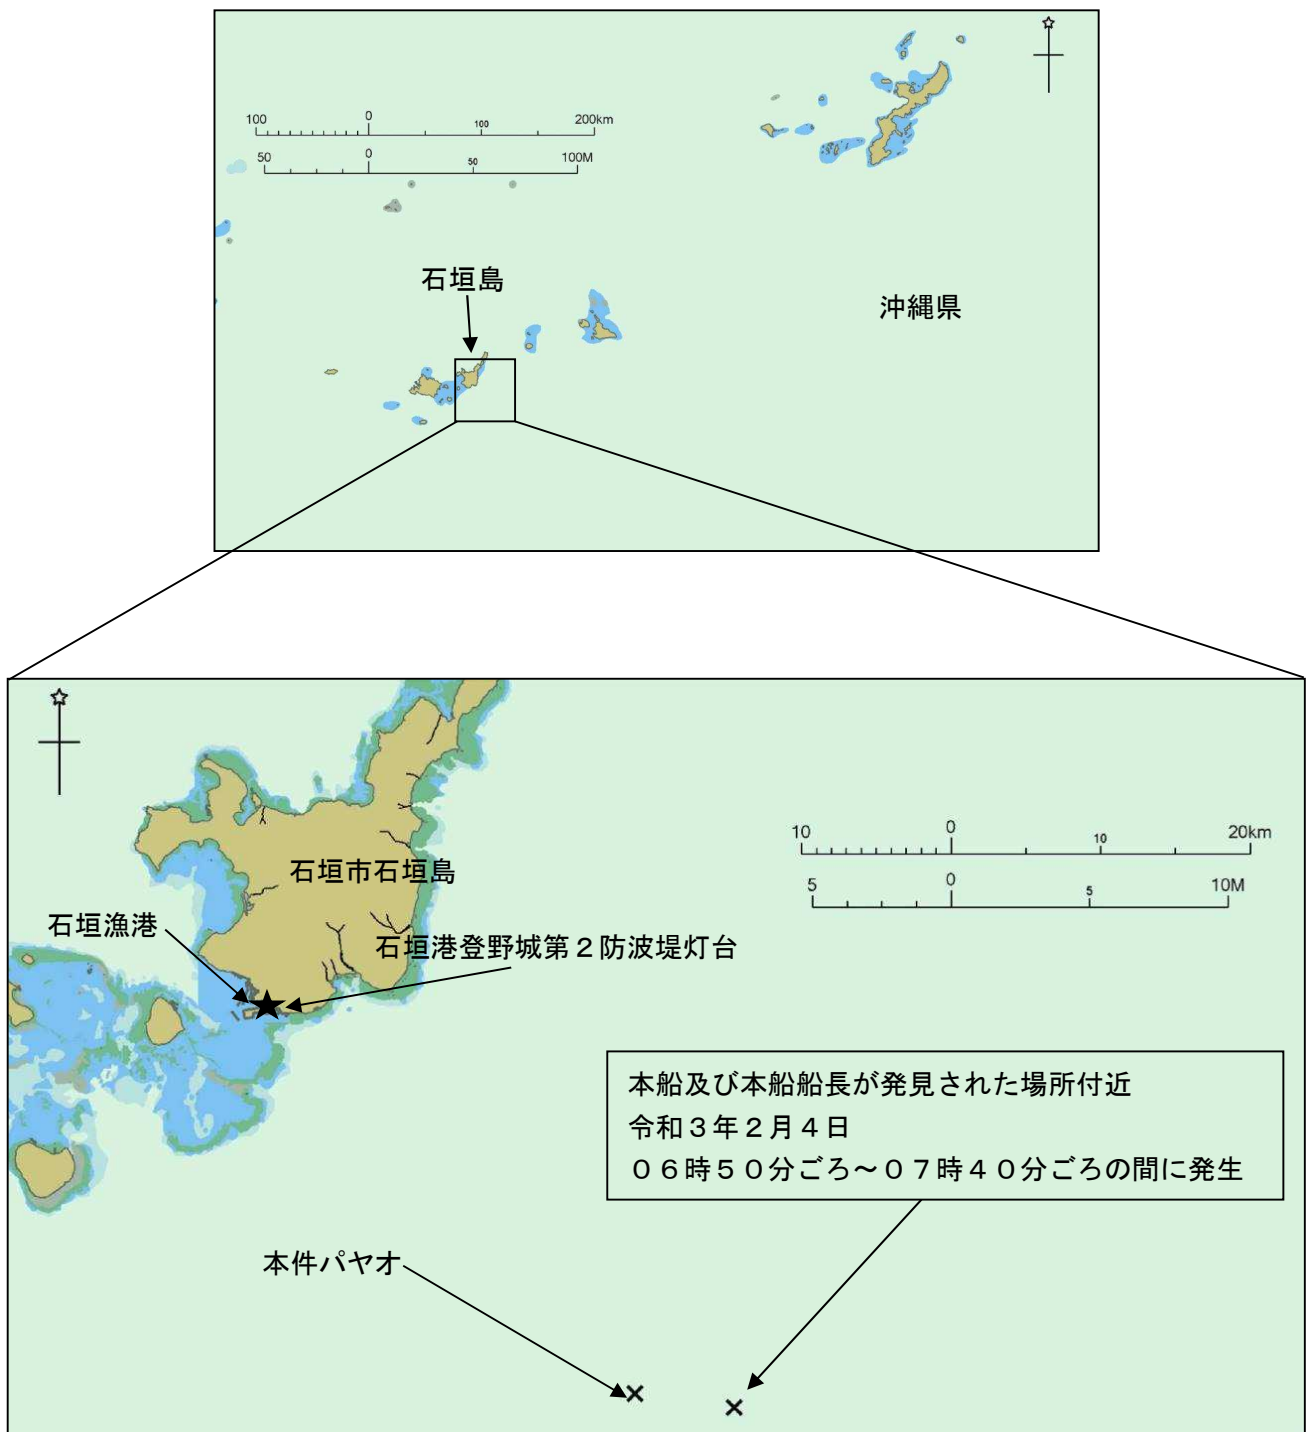 100 0 100 200km
50 0 50 100M
石垣島
沖縄県
10 0 10 20km
5 0 5 10M
石垣市石垣島
石垣漁港
石垣港登野城第２防波堤灯台
本船及び本船船長が発見された場所付近
令和３年２月４日
０６時５０分ごろ～０７時４０分ごろの間に発生
本件パヤオ